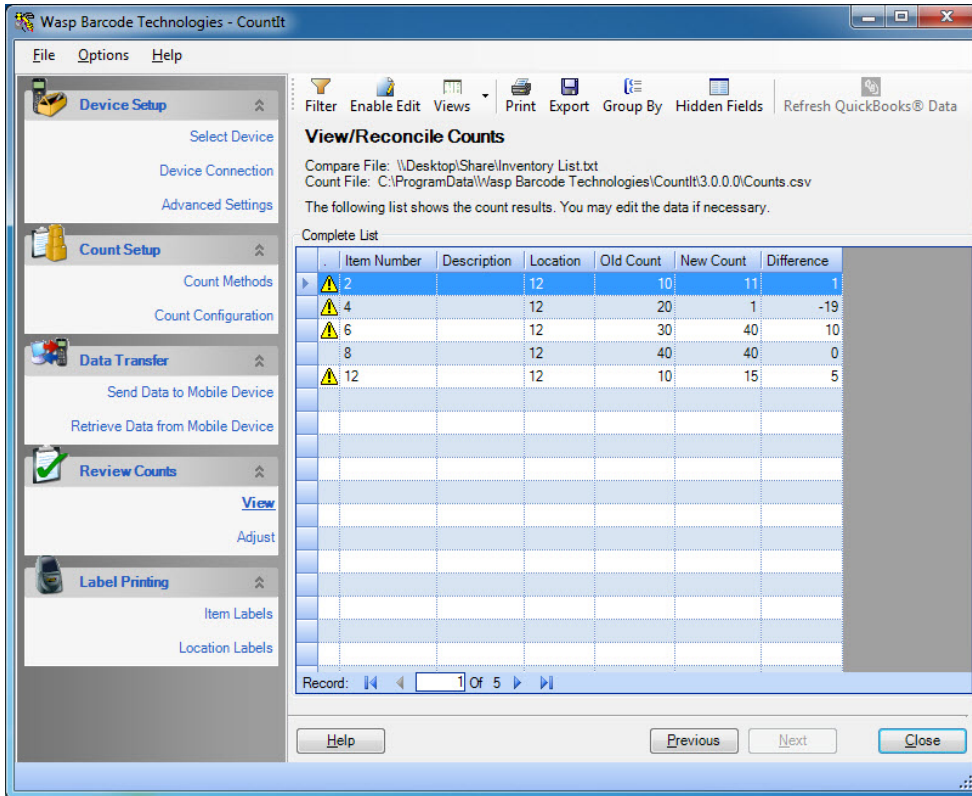 Wasp Barcode Technologies - CountIt
File Options Help
Device Setup
Select Device
Device Connection
Advanced Settings
Count Setup
Count Methods
Count Configuration
Data Transfer
Send Data to Mobile Device
Retrieve Data from Mobile Device
Review Counts
View
Adjust
Label Printing
Item Labels
Location Labels
Filter Enable Edit Views Print Export Group By Hidden Fields Refresh QuickBooks® Data
View/Reconcile Counts
Compare File: \\Desktop\Share\Inventory List.txt
Count File: C:\ProgramData\Wasp Barcode Technologies\CountIt\3.0.0.0\Counts.csv
The following list shows the count results. You may edit the data if necessary.
Complete List
. Item Number Description Location Old Count New Count Difference
2 12 10 11 1
4 12 20 1 -19
6 12 30 40 10
8 12 40 40 0
12 12 10 15 5
Record: 1 Of 5
Help Previous Next Close